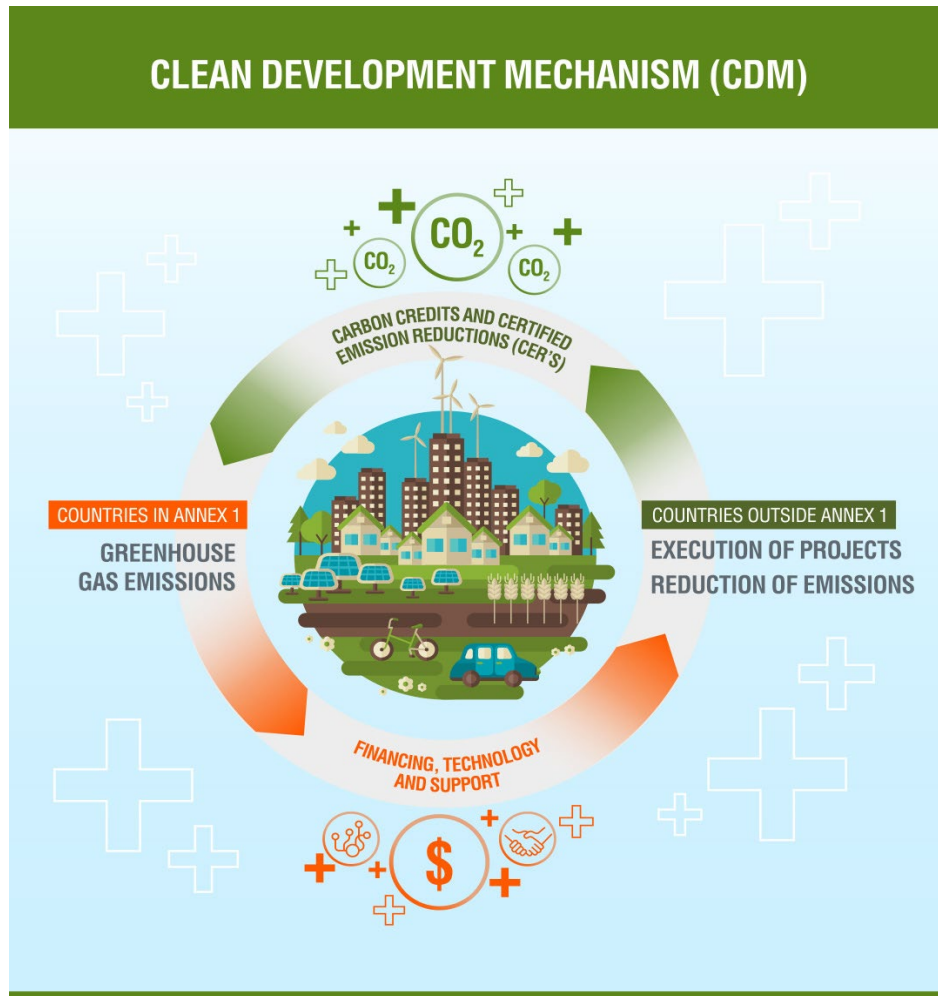 CLEAN DEVELOPMENT MECHANISM (CDM)
CO₂
CO₂
CO₂
CARBON CREDITS AND CERTIFIED
EMISSION REDUCTIONS (CER'S)
COUNTRIES IN ANNEX 1
GREENHOUSE
GAS EMISSIONS
COUNTRIES OUTSIDE ANNEX 1
EXECUTION OF PROJECTS
REDUCTION OF EMISSIONS
FINANCING, TECHNOLOGY
AND SUPPORT
$